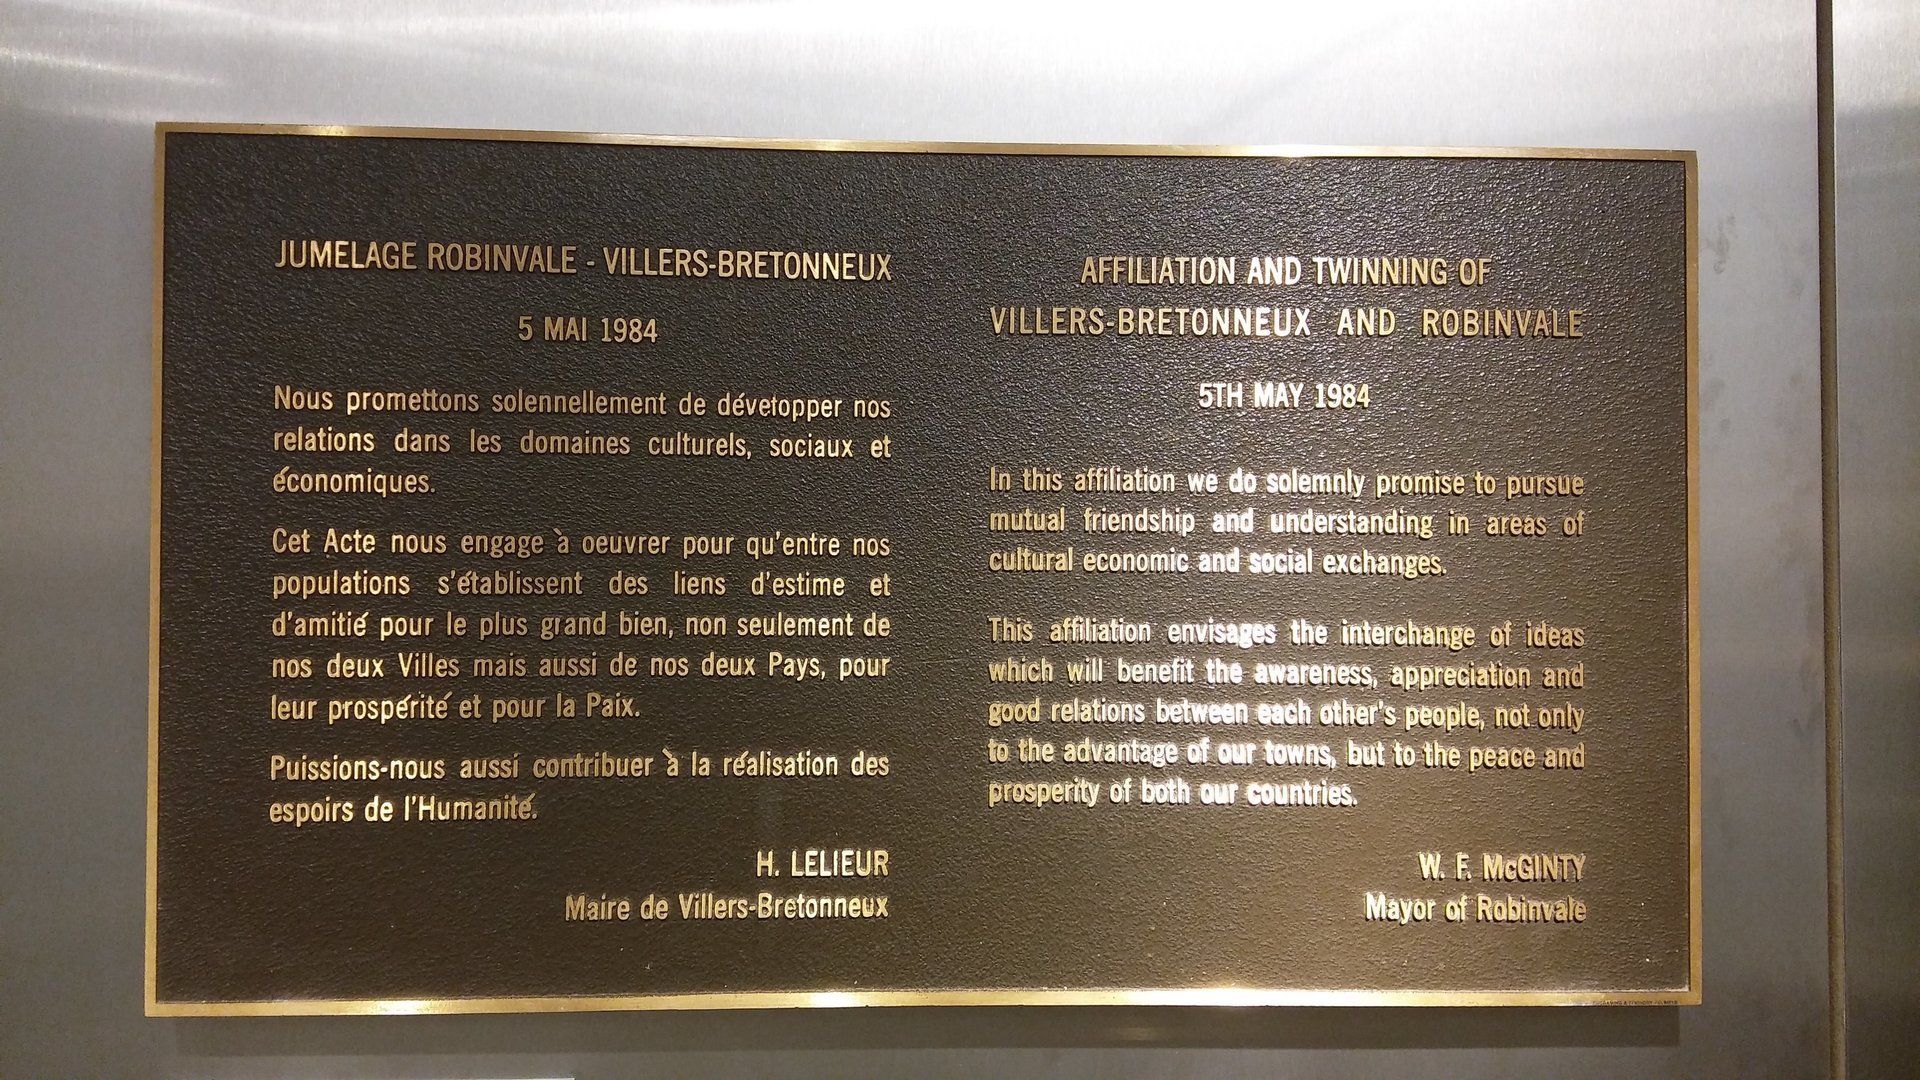 JUMELAGE ROBINVALE - VILLERS-BRETONNEUX
5 MAI 1984
Nous promettons solennellement de dévetopper nos
relations dans les domaines culturels, sociaux et
économiques.
Cet Acte nous engage à oeuvrer pour qu'entre nos
populations s'établissent des liens d'estime et
d'amitié pour le plus grand bien, non seulement de
nos deux Villes mais aussi de nos deux Pays, pour
leur prospérité et pour la Paix.
Puissions-nous aussi contribuer à la réalisation des
espoirs de l'Humanité.
H. LELIEUR
Maire de Villers-Bretonneux
AFFILIATION AND TWINNING OF
VILLERS-BRETONNEUX AND ROBINVALE
5TH MAY 1984
In this affiliation we do solemnly promise to pursue
mutual friendship and understanding in areas of
cultural economic and social exchanges.
This affiliation envisages the interchange of ideas
which will benefit the awareness, appreciation and
good relations between each other's people, not only
to the advantage of our towns, but to the peace and
prosperity of both our countries.
W. F. McGINTY
Mayor of Robinvale